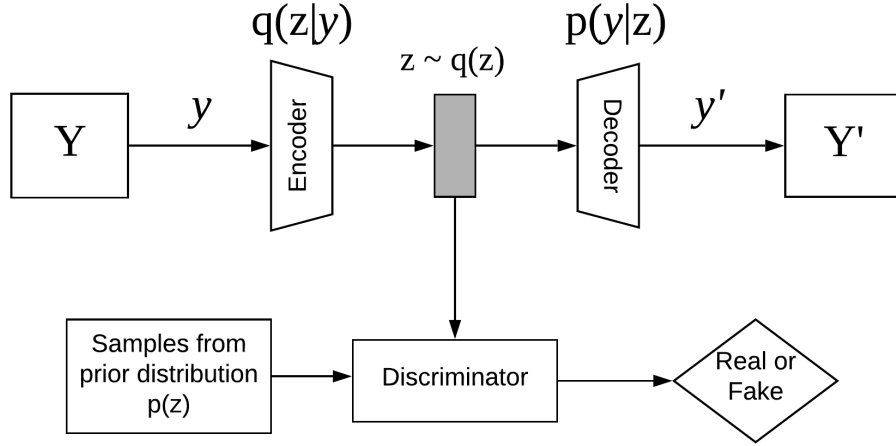 q(z|y)
p(y|z)
z ~ q(z)
Y
y
Encoder
Decoder
y'
Y'
Samples from
prior distribution
p(z)
Discriminator
Real or
Fake